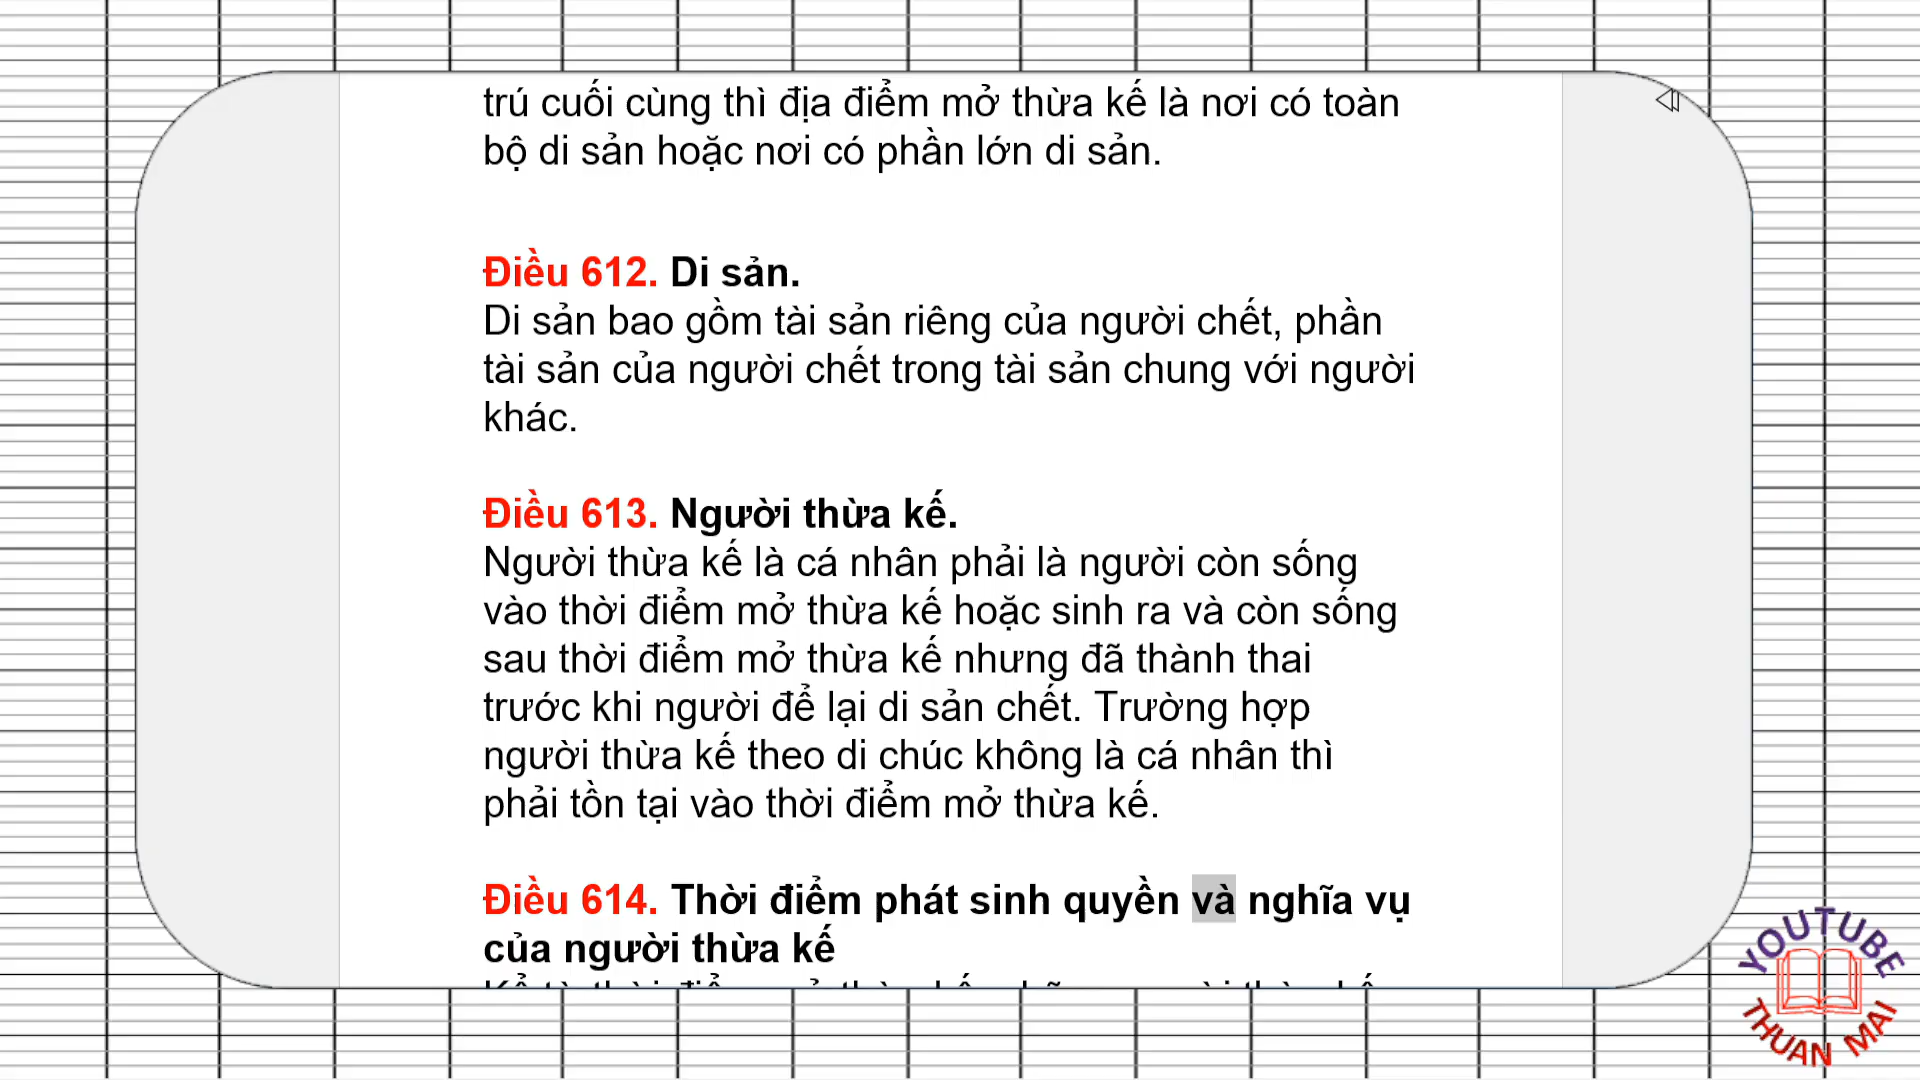 trú cuối cùng thì địa điểm mở thừa kế là nơi có toàn
bộ di sản hoặc nơi có phần lớn di sản.
Điều 612. Di sản.
Di sản bao gồm tài sản riêng của người chết, phần
tài sản của người chết trong tài sản chung với người
khác.
Điều 613. Người thừa kế.
Người thừa kế là cá nhân phải là người còn sống
vào thời điểm mở thừa kế hoặc sinh ra và còn sống
sau thời điểm mở thừa kế nhưng đã thành thai
trước khi người để lại di sản chết. Trường hợp
người thừa kế theo di chúc không là cá nhân thì
phải tồn tại vào thời điểm mở thừa kế.
Điều 614. Thời điểm phát sinh quyền và nghĩa vụ
của người thừa kế
YOUTUBE
THUAN MAI